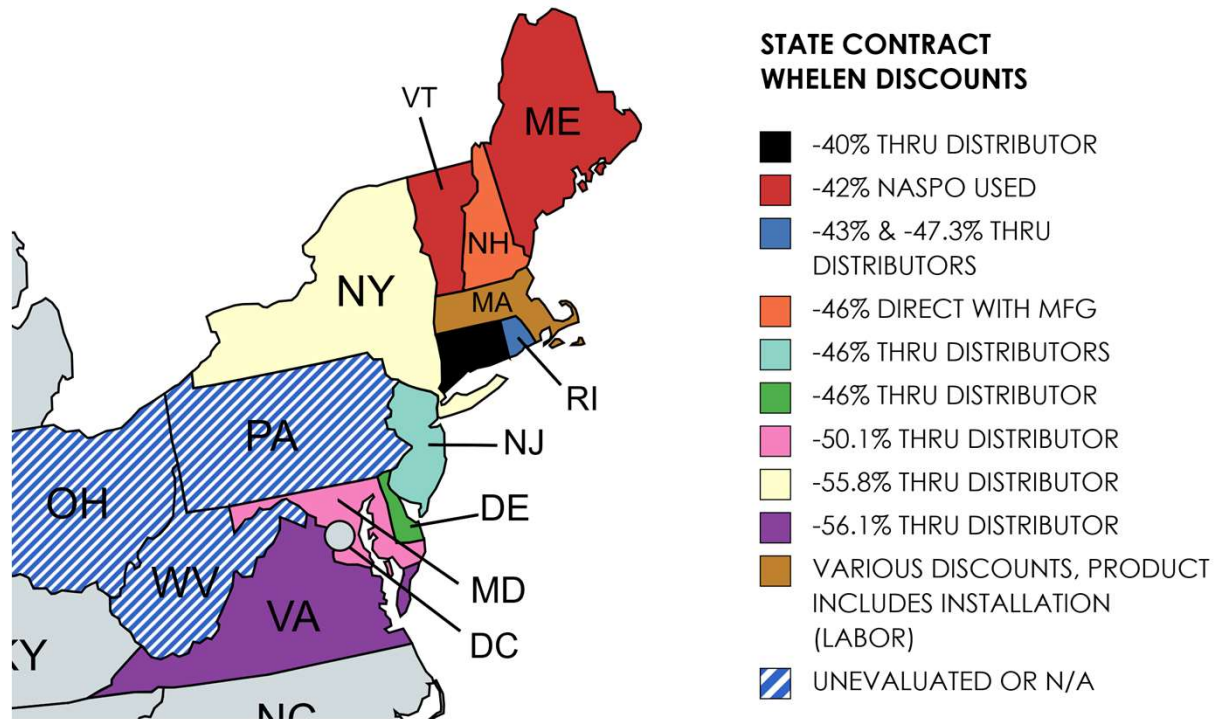 STATE CONTRACT
WHELEN DISCOUNTS
-40% THRU DISTRIBUTOR
-42% NASPO USED
-43% & -47.3% THRU
DISTRIBUTORS
-46% DIRECT WITH MFG
-46% THRU DISTRIBUTORS
-46% THRU DISTRIBUTOR
-50.1% THRU DISTRIBUTOR
-55.8% THRU DISTRIBUTOR
-56.1% THRU DISTRIBUTOR
VARIOUS DISCOUNTS, PRODUCT
INCLUDES INSTALLATION
(LABOR)
UNEVALUATED OR N/A
VT
ME
NH
NY
MA
RI
PA
NJ
OH
DE
WV
MD
VA
DC
KY
NC